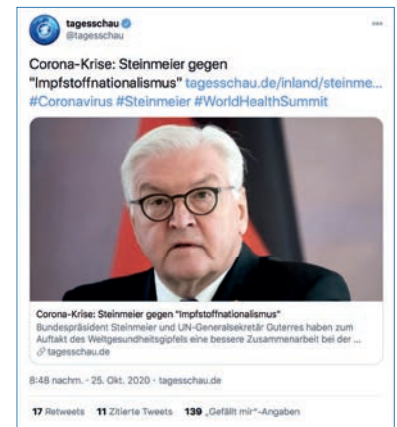 tagesschau
@tagesschau
Corona-Krise: Steinmeier gegen
"Impfstoffnationalismus" tagesschau.de/inland/steinme...
#Coronavirus #Steinmeier #WorldHealthSummit
Corona-Krise: Steinmeier gegen "Impfstoffnationalismus"
Bundespräsident Steinmeier und UN-Generalsekretär Guterres haben zum
Auftakt des Weltgesundheitsgipfels eine bessere Zusammenarbeit bei der ...
tagesschau.de
8:48 nachm. · 25. Okt. 2020 · tagesschau.de
17 Retweets 11 Zitierte Tweets 139 „Gefällt mir"-Angaben